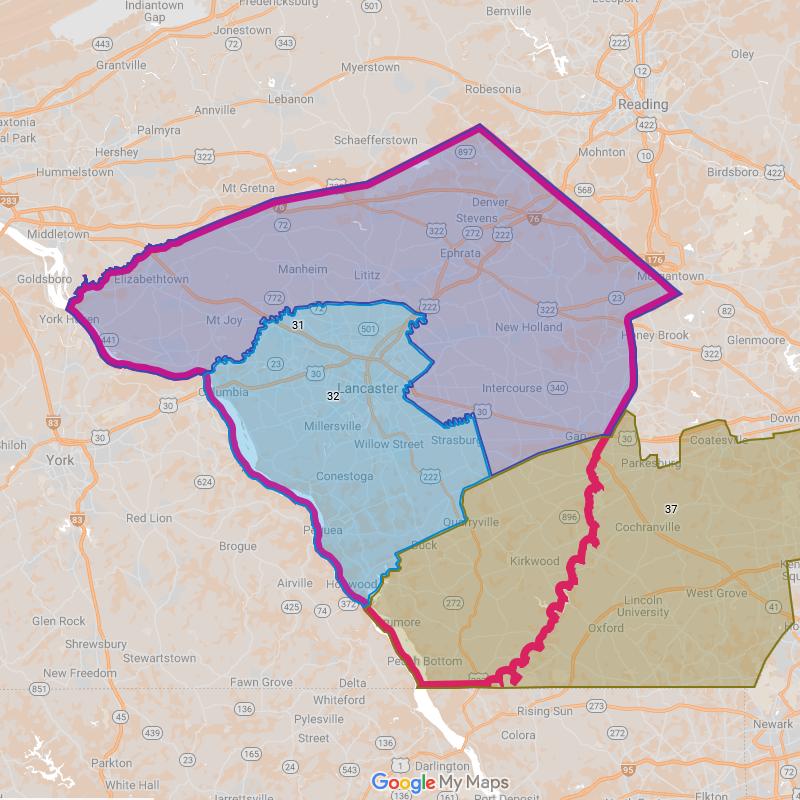 Indiantown
Gap
Fredericksburg
501
Bernville
Jonestown
443
72
343
222
Oley
Grantville
Myerstown
12
Lebanon
Robesonia
Reading
Annville
422
Palmyra
Schaefferstown
Hershey
322
897
Mohnton
10
Hummelstown
Birdsboro
422
Mt Gretna
568
283
76
Denver
Middletown
72
Stevens
76
322
272
222
Ephrata
176
Goldsboro
Elizabethtown
Manheim
Lititz
Morgantown
772
72
222
23
York Haven
Mt Joy
31
322
82
441
501
New Holland
Honey Brook
Glenmoore
322
23
30
Intercourse
340
Columbia
32
Lancaster
30
30
83
30
Millersville
Gap
30
Coatesville
York
Willow Street
Strasburg
Parkesburg
624
Conestoga
222
37
Red Lion
Pequea
Quarryville
896
Cochranville
83
Brogue
Buck
Kirkwood
Airville
Holtwood
West Grove
425
74
372
272
Lincoln
University
41
Glen Rock
Oxford
Shrewsbury
Stewartstown
Peach Bottom
New Freedom
851
Fawn Grove
Delta
Whiteford
Rising Sun
273
45
136
Pylesville
Newark
439
Street
Colora
272
24
165
136
Parkton
543
1
Darlington
95
White Hall
Google My Maps
Jarrettsville
136
161
Port Deposit
Elkton